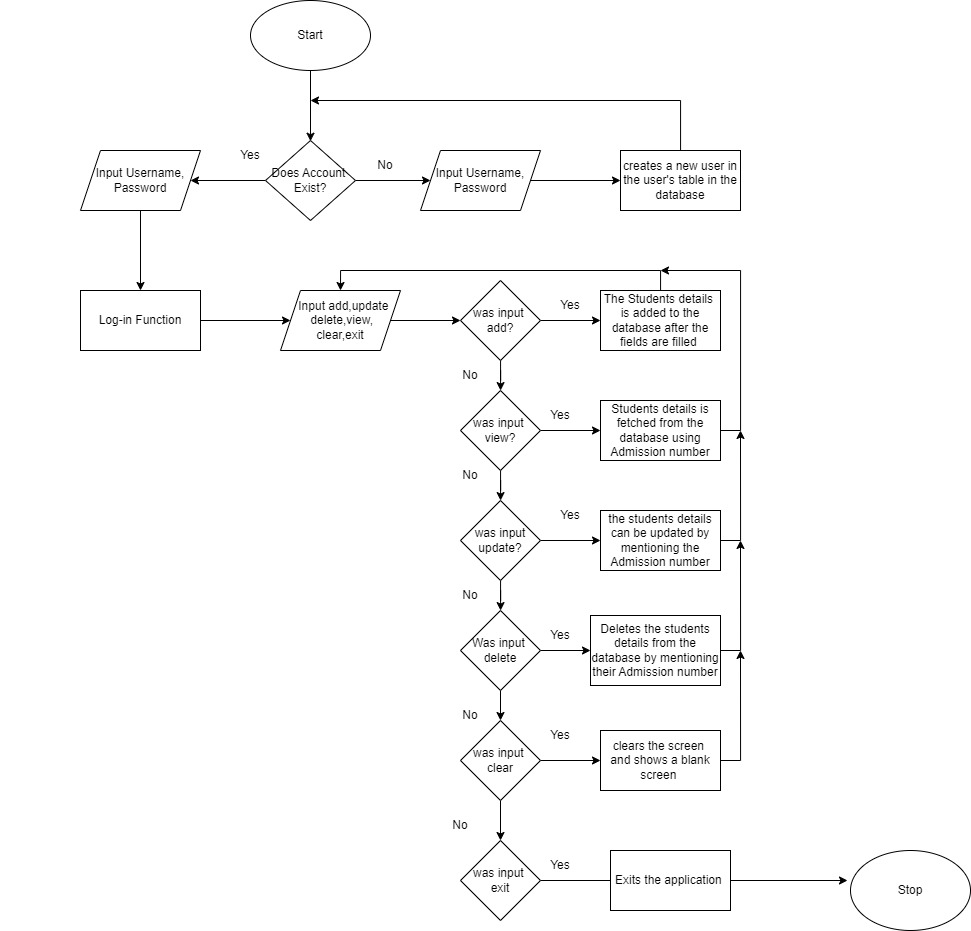 Start
Yes
No
Input Username,
Password
Does Account
Exist?
Input Username,
Password
creates a new user in
the user's table in the
database
Log-in Function
Input add,update
delete,view,
clear,exit
was input
add?
Yes
The Students details
is added to the
database after the
fields are filled
No
was input
view?
Yes
Students details is
fetched from the
database using
Admission number
No
was input
update?
Yes
the students details
can be updated by
mentioning the
Admission number
No
Was input
delete
Yes
Deletes the students
details from the
database by mentioning
their Admission number
No
was input
clear
Yes
clears the screen
and shows a blank
screen
No
was input
exit
Yes
Exits the application
Stop